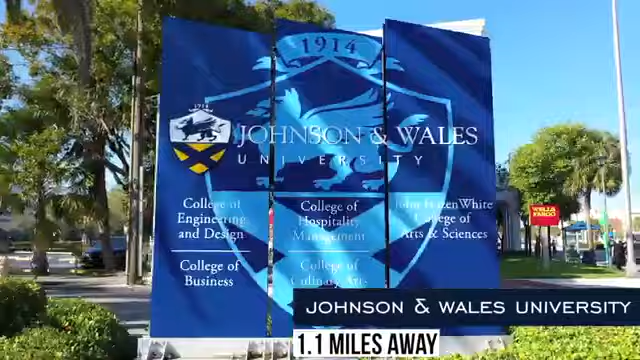 1914
1914
JOHNSON & WALES
UNIVERSITY
College of
Engineering
and Design
College of
Hospitality
Management
John Hazen White
College of
Arts & Sciences
College of
Business
College of
Culinary Arts
WELLS
FARGO
JOHNSON & WALES UNIVERSITY
1.1 MILES AWAY